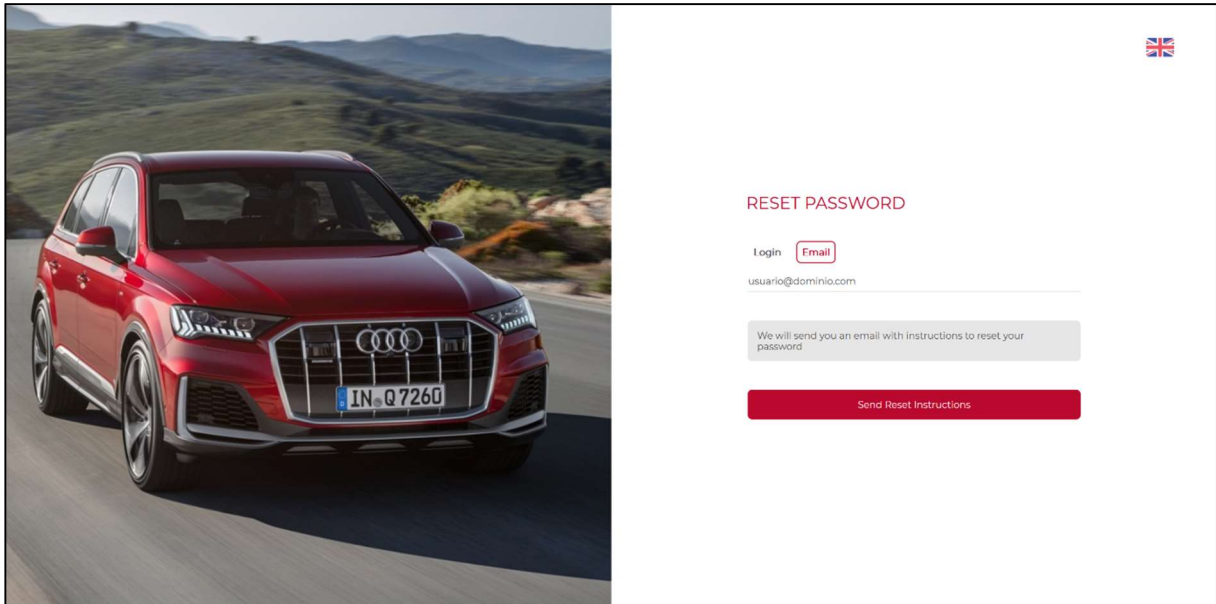 RESET PASSWORD
Login Email
usuario@dominio.com
We will send you an email with instructions to reset your
password
Send Reset Instructions
IN Q 7260